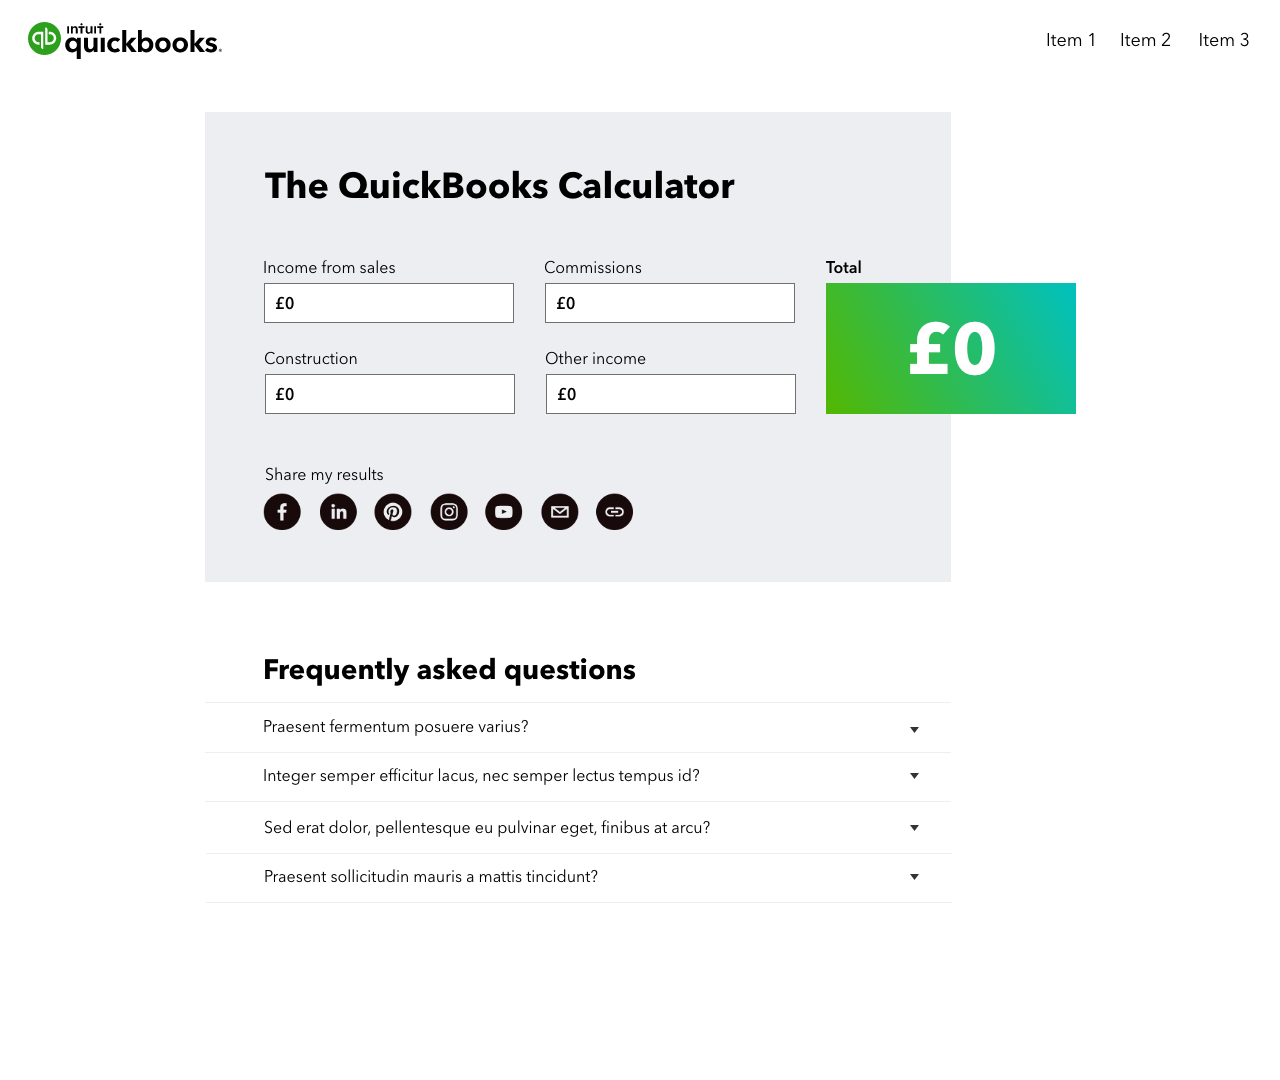 intuit
quickbooks.
Item 1 Item 2 Item 3
The QuickBooks Calculator
Income from sales Commissions Total
£0 £0 £0
Construction Other income
£0 £0
Share my results
Frequently asked questions
Praesent fermentum posuere varius?
Integer semper efficitur lacus, nec semper lectus tempus id?
Sed erat dolor, pellentesque eu pulvinar eget, finibus at arcu?
Praesent sollicitudin mauris a mattis tincidunt?